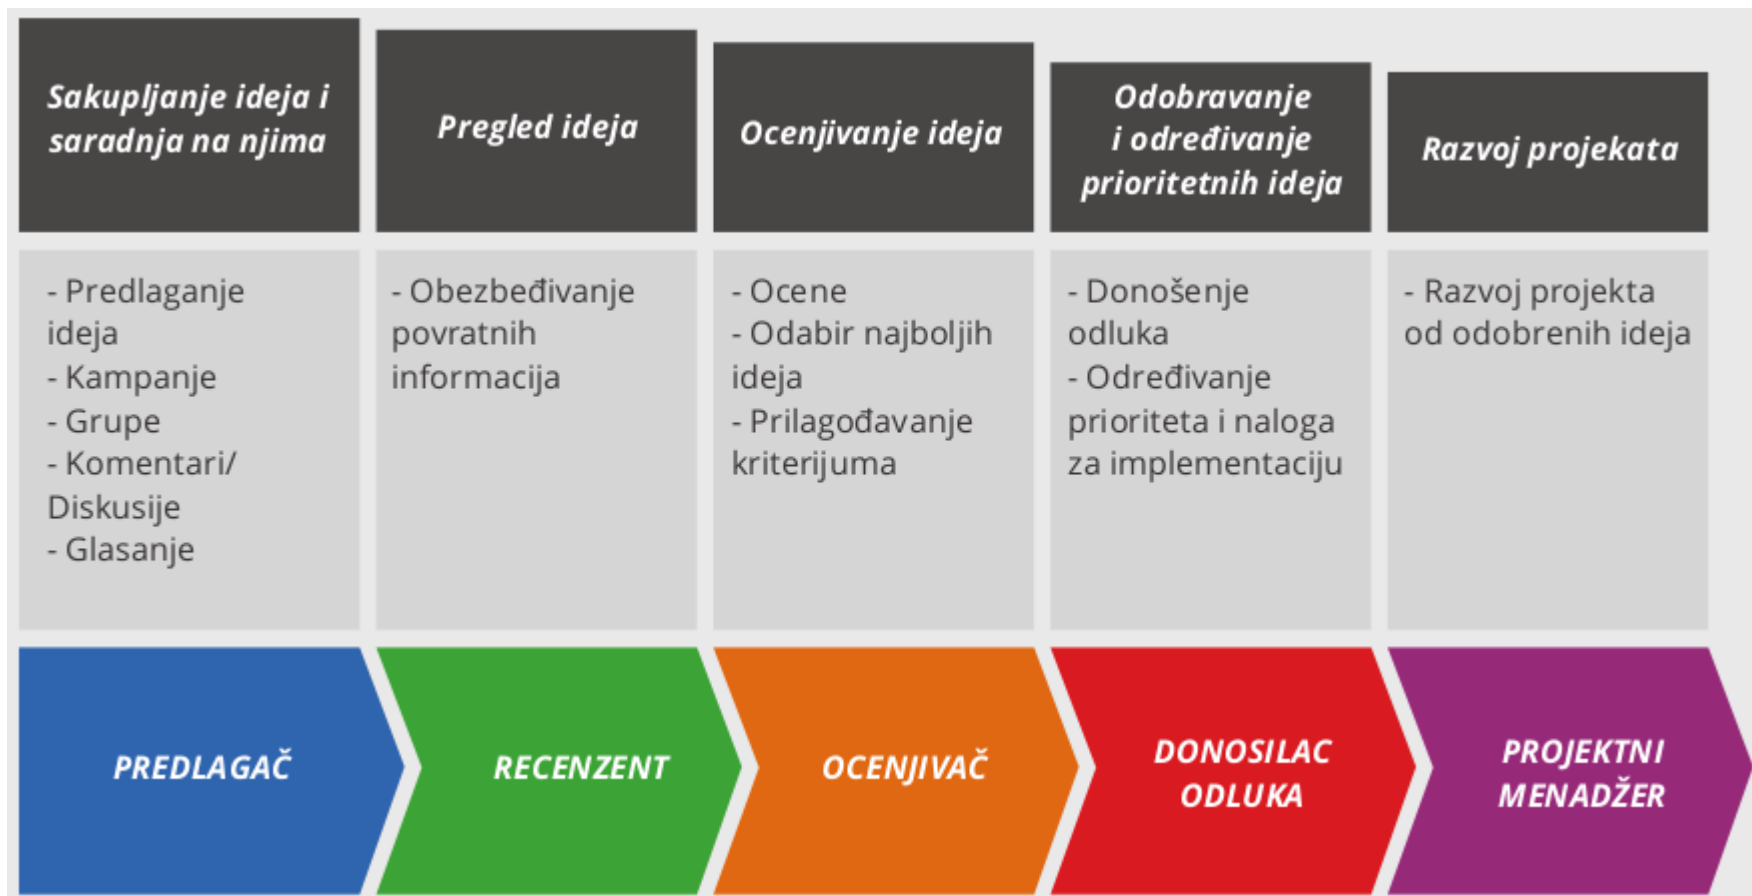 Sakupljanje ideja i
saradnja na njima
Pregled ideja
Ocenjivanje ideja
Odobravanje
i određivanje
prioritetnih ideja
Razvoj projekata
- Predlaganje
ideja
- Kampanje
- Grupe
- Komentari/
Diskusije
- Glasanje
- Obezbeđivanje
povratnih
informacija
- Ocene
- Odabir najboljih
ideja
- Prilagođavanje
kriterijuma
- Donošenje
odluka
- Određivanje
prioriteta i naloga
za implementaciju
- Razvoj projekta
od odobrenih ideja
PREDLAGAČ
RECENZENT
OCENJIVAČ
DONOSILAC
ODLUKA
PROJEKTNI
MENADŽER